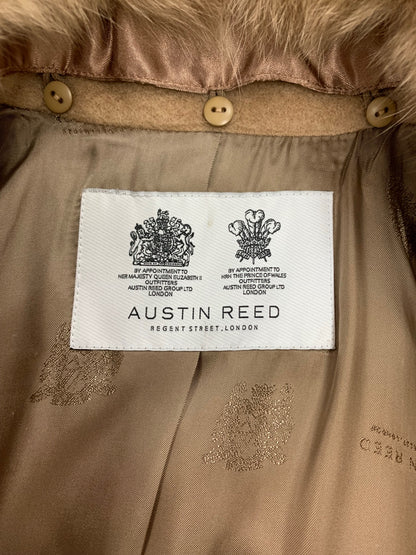 BY APPOINTMENT TO
HER MAJESTY QUEEN ELIZABETH II
OUTFITTERS
AUSTIN REED GROUP LTD
LONDON
BY APPOINTMENT TO
HRH THE PRINCE OF WALES
OUTFITTERS
AUSTIN REED GROUP LTD
LONDON
AUSTIN REED
REGENT STREET, LONDON
N REED